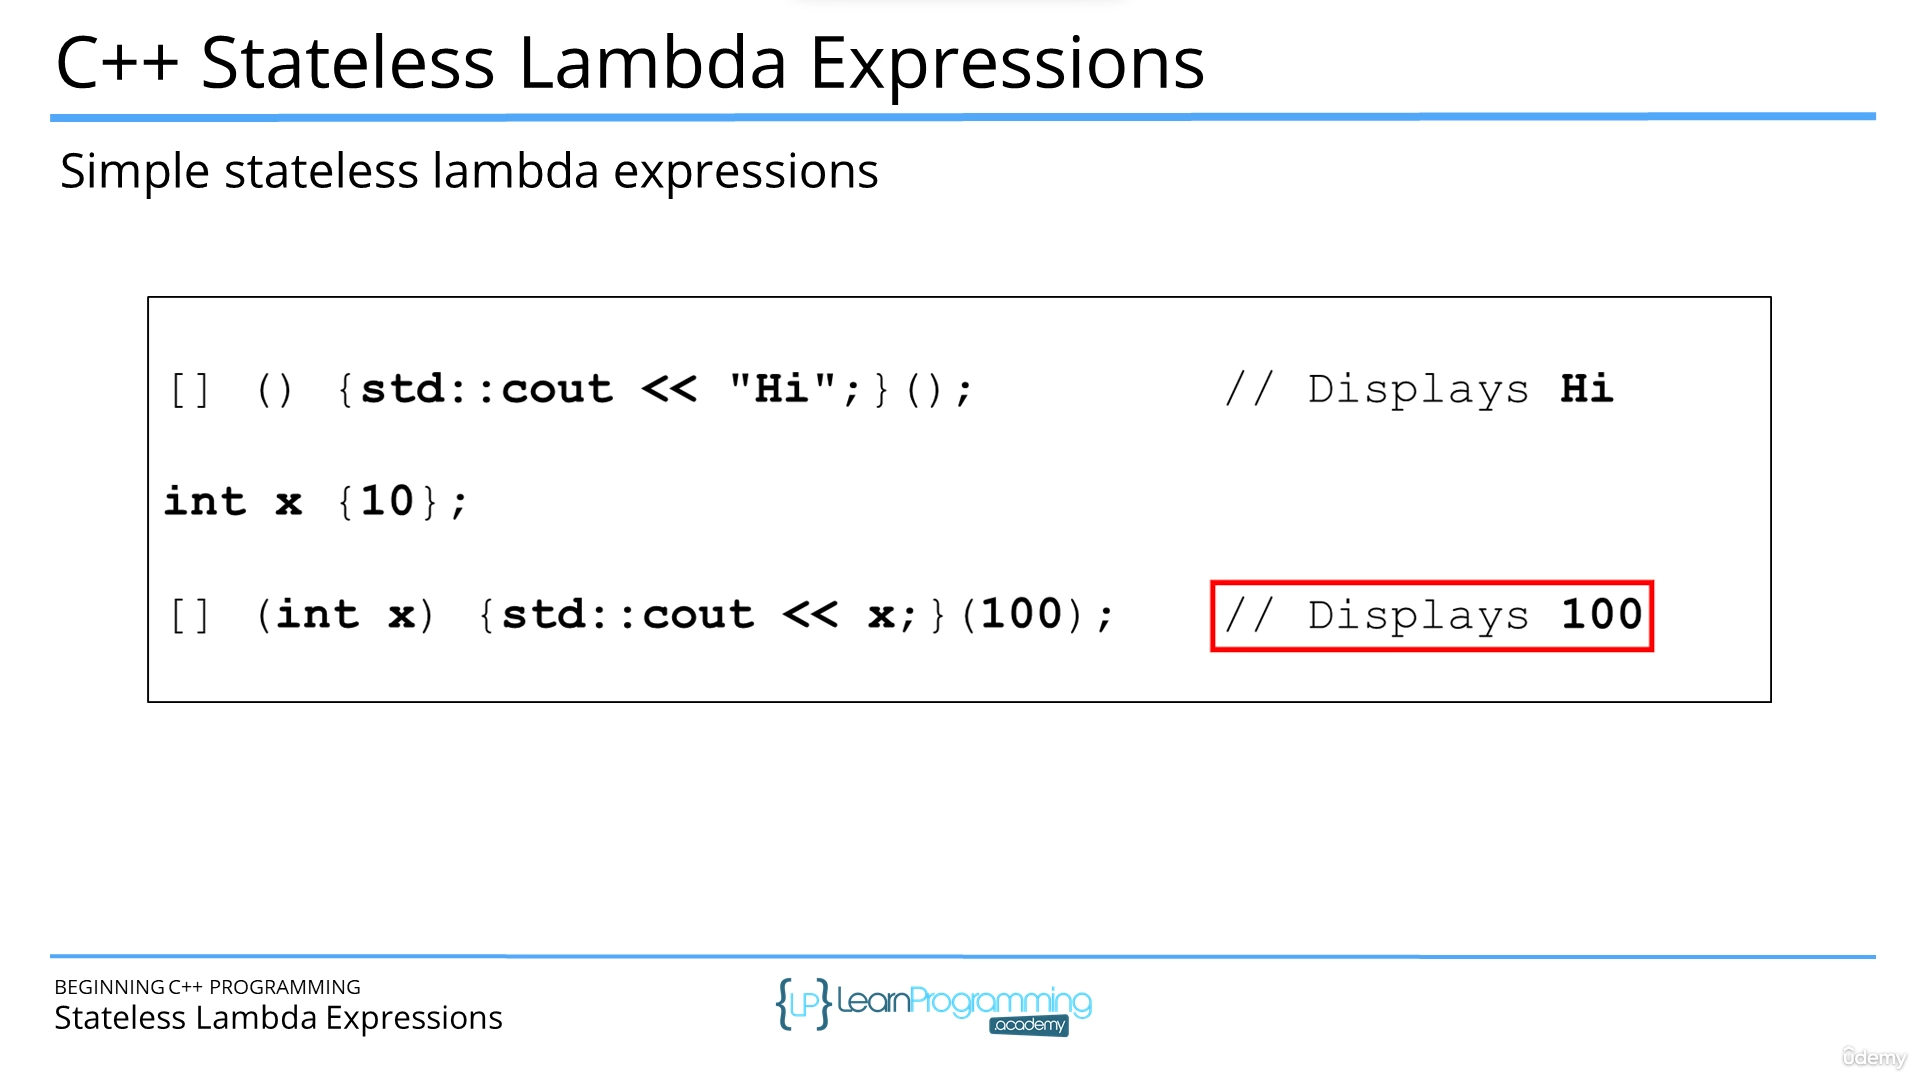 C++ Stateless Lambda Expressions
Simple stateless lambda expressions
[] () {std::cout << "Hi";}(); // Displays Hi
int x {10};
[] (int x) {std::cout << x;}(100); // Displays 100
BEGINNING C++ PROGRAMMING
Stateless Lambda Expressions
{LP} LearnProgramming
.academy
ûdemy